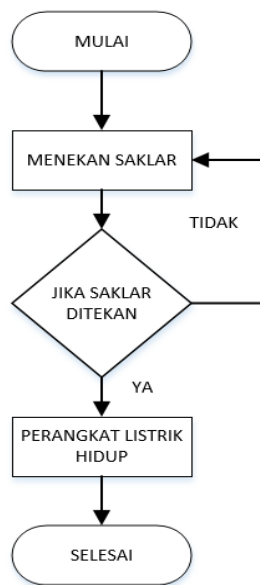 MULAI
MENEKAN SAKLAR
TIDAK
JIKA SAKLAR
DITEKAN
YA
PERANGKAT LISTRIK
HIDUP
SELESAI